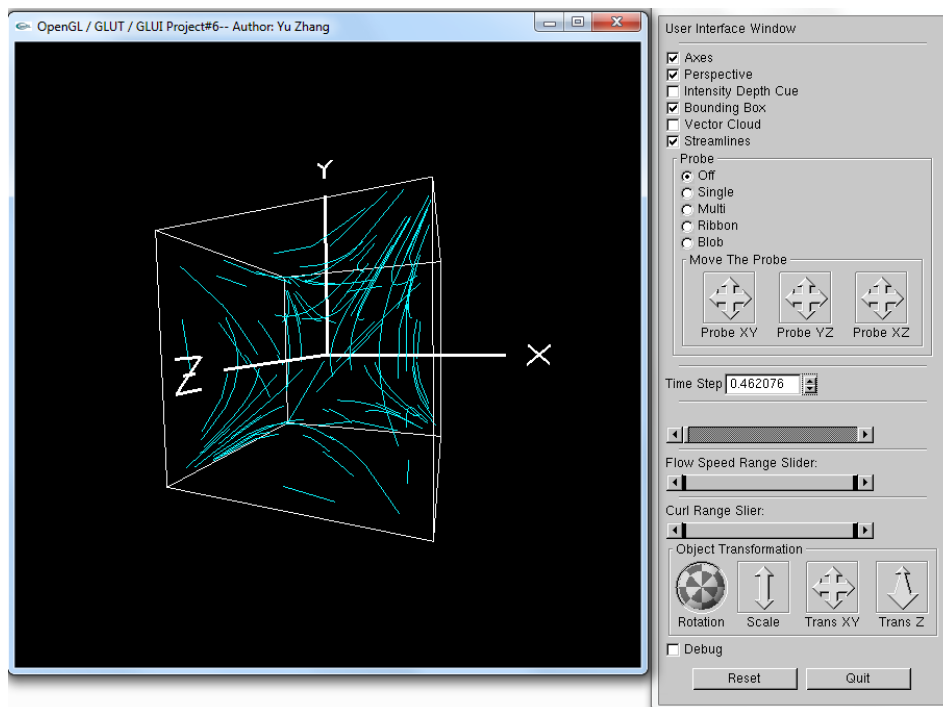 OpenGL / GLUT / GLUI Project#6-- Author: Yu Zhang
Y
Z
X
User Interface Window
Axes
Perspective
Intensity Depth Cue
Bounding Box
Vector Cloud
Streamlines
Probe
Off
Single
Multi
Ribbon
Blob
Move The Probe
Probe XY Probe YZ Probe XZ
Time Step 0.462076
Flow Speed Range Slider:
Curl Range Slier:
Object Transformation
Rotation Scale Trans XY Trans Z
Debug
Reset Quit